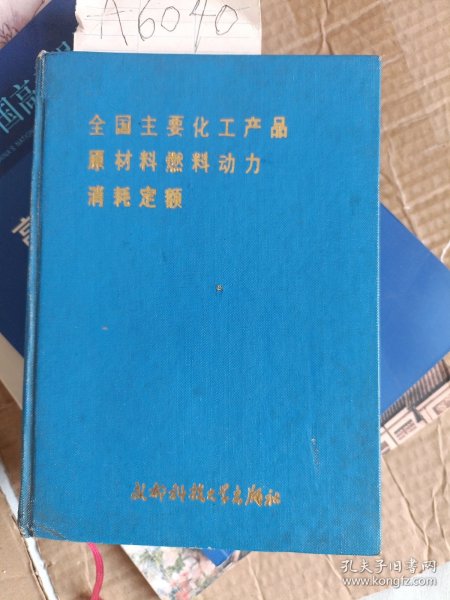 A6040
国高
全国主要化工产品
原材料燃料动力
消耗定额
成都科技大学出版社
孔夫子旧书网
www.kongfz.com